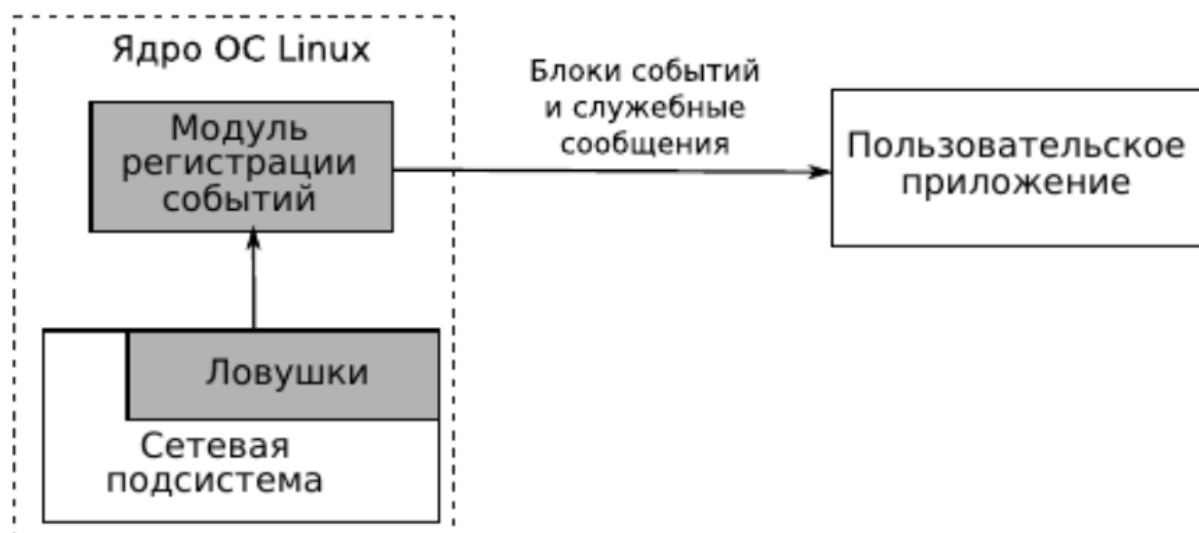 Ядро ОС Linux
Модуль
регистрации
событий
Блоки событий
и служебные
сообщения
Пользовательское
приложение
Ловушки
Сетевая
подсистема